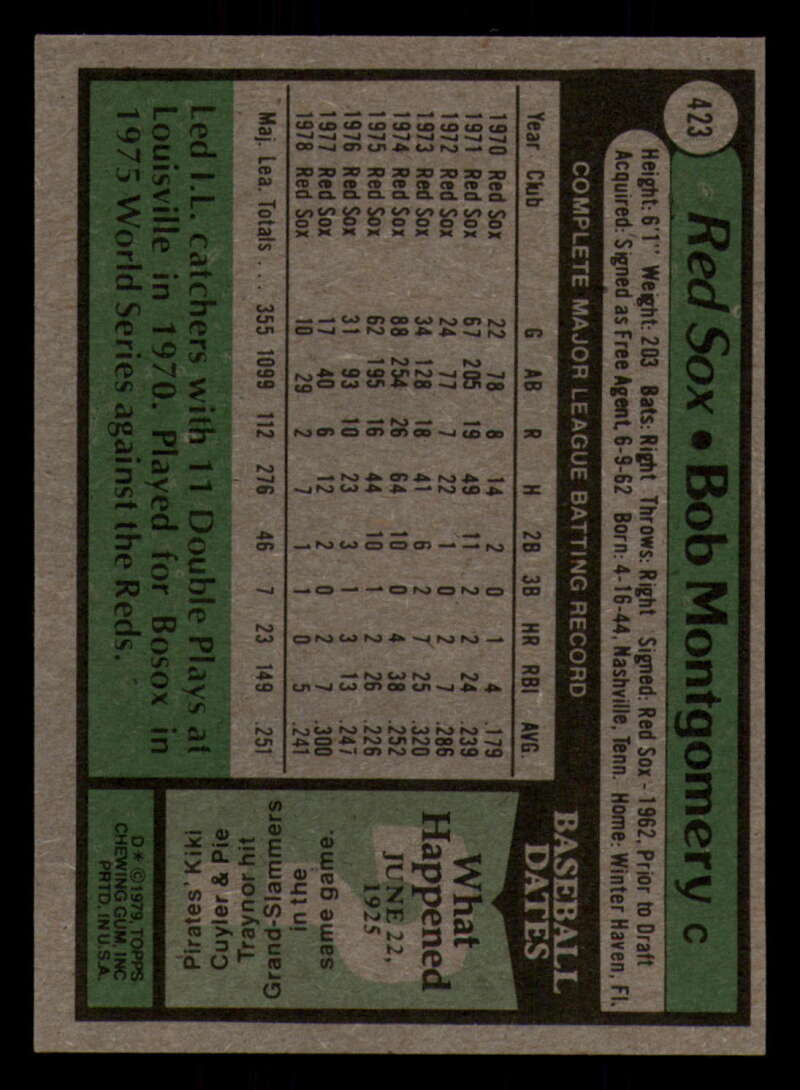 423
Red Sox • Bob Montgomery C
Height: 6'1" Weight: 203 Bats: Right Throws: Right Signed: Red Sox - 1962, Prior to Draft
Acquired: Signed as Free Agent, 6-9-62 Born: 4-16-44, Nashville, Tenn. Home: Winter Haven, Fl.
COMPLETE MAJOR LEAGUE BATTING RECORD
Year Club G AB R H 2B 3B HR RBI AVG.
1970 Red Sox 22 78 8 14 2 0 1 4 .179
1971 Red Sox 67 205 19 49 11 2 2 24 .239
1972 Red Sox 24 77 7 22 1 0 2 7 .286
1973 Red Sox 34 128 18 41 6 2 7 25 .320
1974 Red Sox 88 254 26 64 10 0 4 38 .252
1975 Red Sox 62 195 16 44 10 1 2 26 .226
1976 Red Sox 31 93 10 23 3 1 3 13 .247
1977 Red Sox 17 40 6 12 2 0 2 7 .300
1978 Red Sox 10 29 2 7 1 1 0 5 .241
Maj. Lea. Totals . . . 355 1099 112 276 46 7 23 149 .251
Led I.L. catchers with 11 Double Plays at
Louisville in 1970. Played for Bosox in
1975 World Series against the Reds.
BASEBALL
DATES
What
Happened
JUNE 22,
1925
Pirates' Kiki
Cuyler & Pie
Traynor hit
Grand-Slammers
in the
same game.
D * © 1979, TOPPS
CHEWING GUM, INC
PRTD. IN U.S.A.